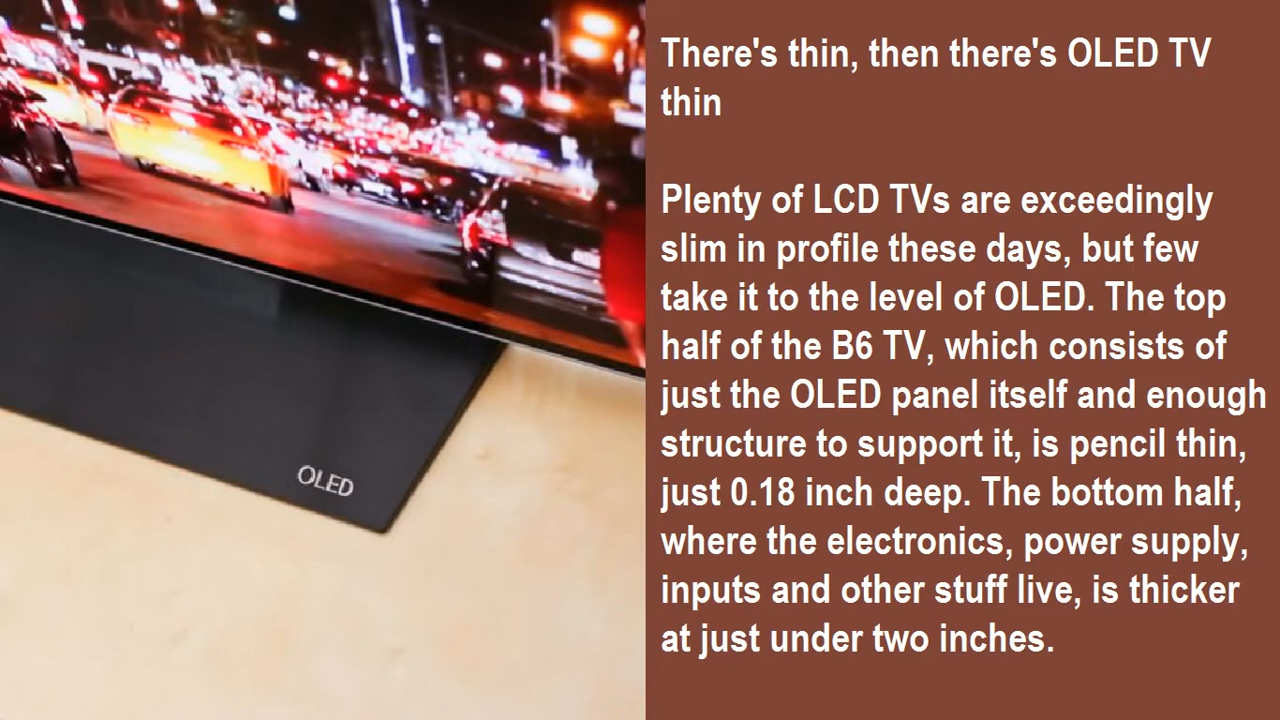 There's thin, then there's OLED TV
thin
Plenty of LCD TVs are exceedingly
slim in profile these days, but few
take it to the level of OLED. The top
half of the B6 TV, which consists of
just the OLED panel itself and enough
structure to support it, is pencil thin,
just 0.18 inch deep. The bottom half,
where the electronics, power supply,
inputs and other stuff live, is thicker
at just under two inches.
OLED